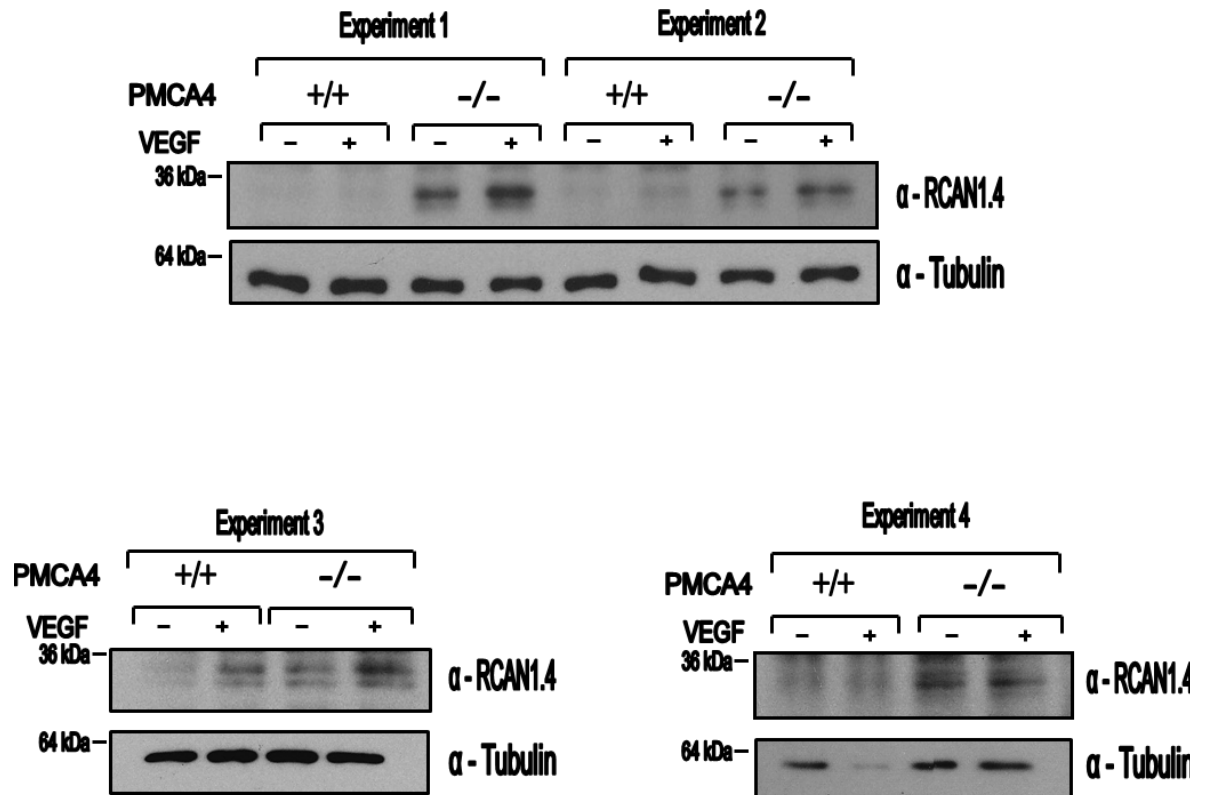 Experiment 1 Experiment 2
PMCA4 +/+ -/- +/+ -/-
VEGF - + - + - + - +
36 kDa α - RCAN1.4
64 kDa α - Tubulin
Experiment 3
PMCA4 +/+ -/-
VEGF - + - +
36 kDa α - RCAN1.4
64 kDa α - Tubulin
Experiment 4
PMCA4 +/+ -/-
VEGF - + - +
36 kDa α - RCAN1.4
64 kDa α - Tubulin